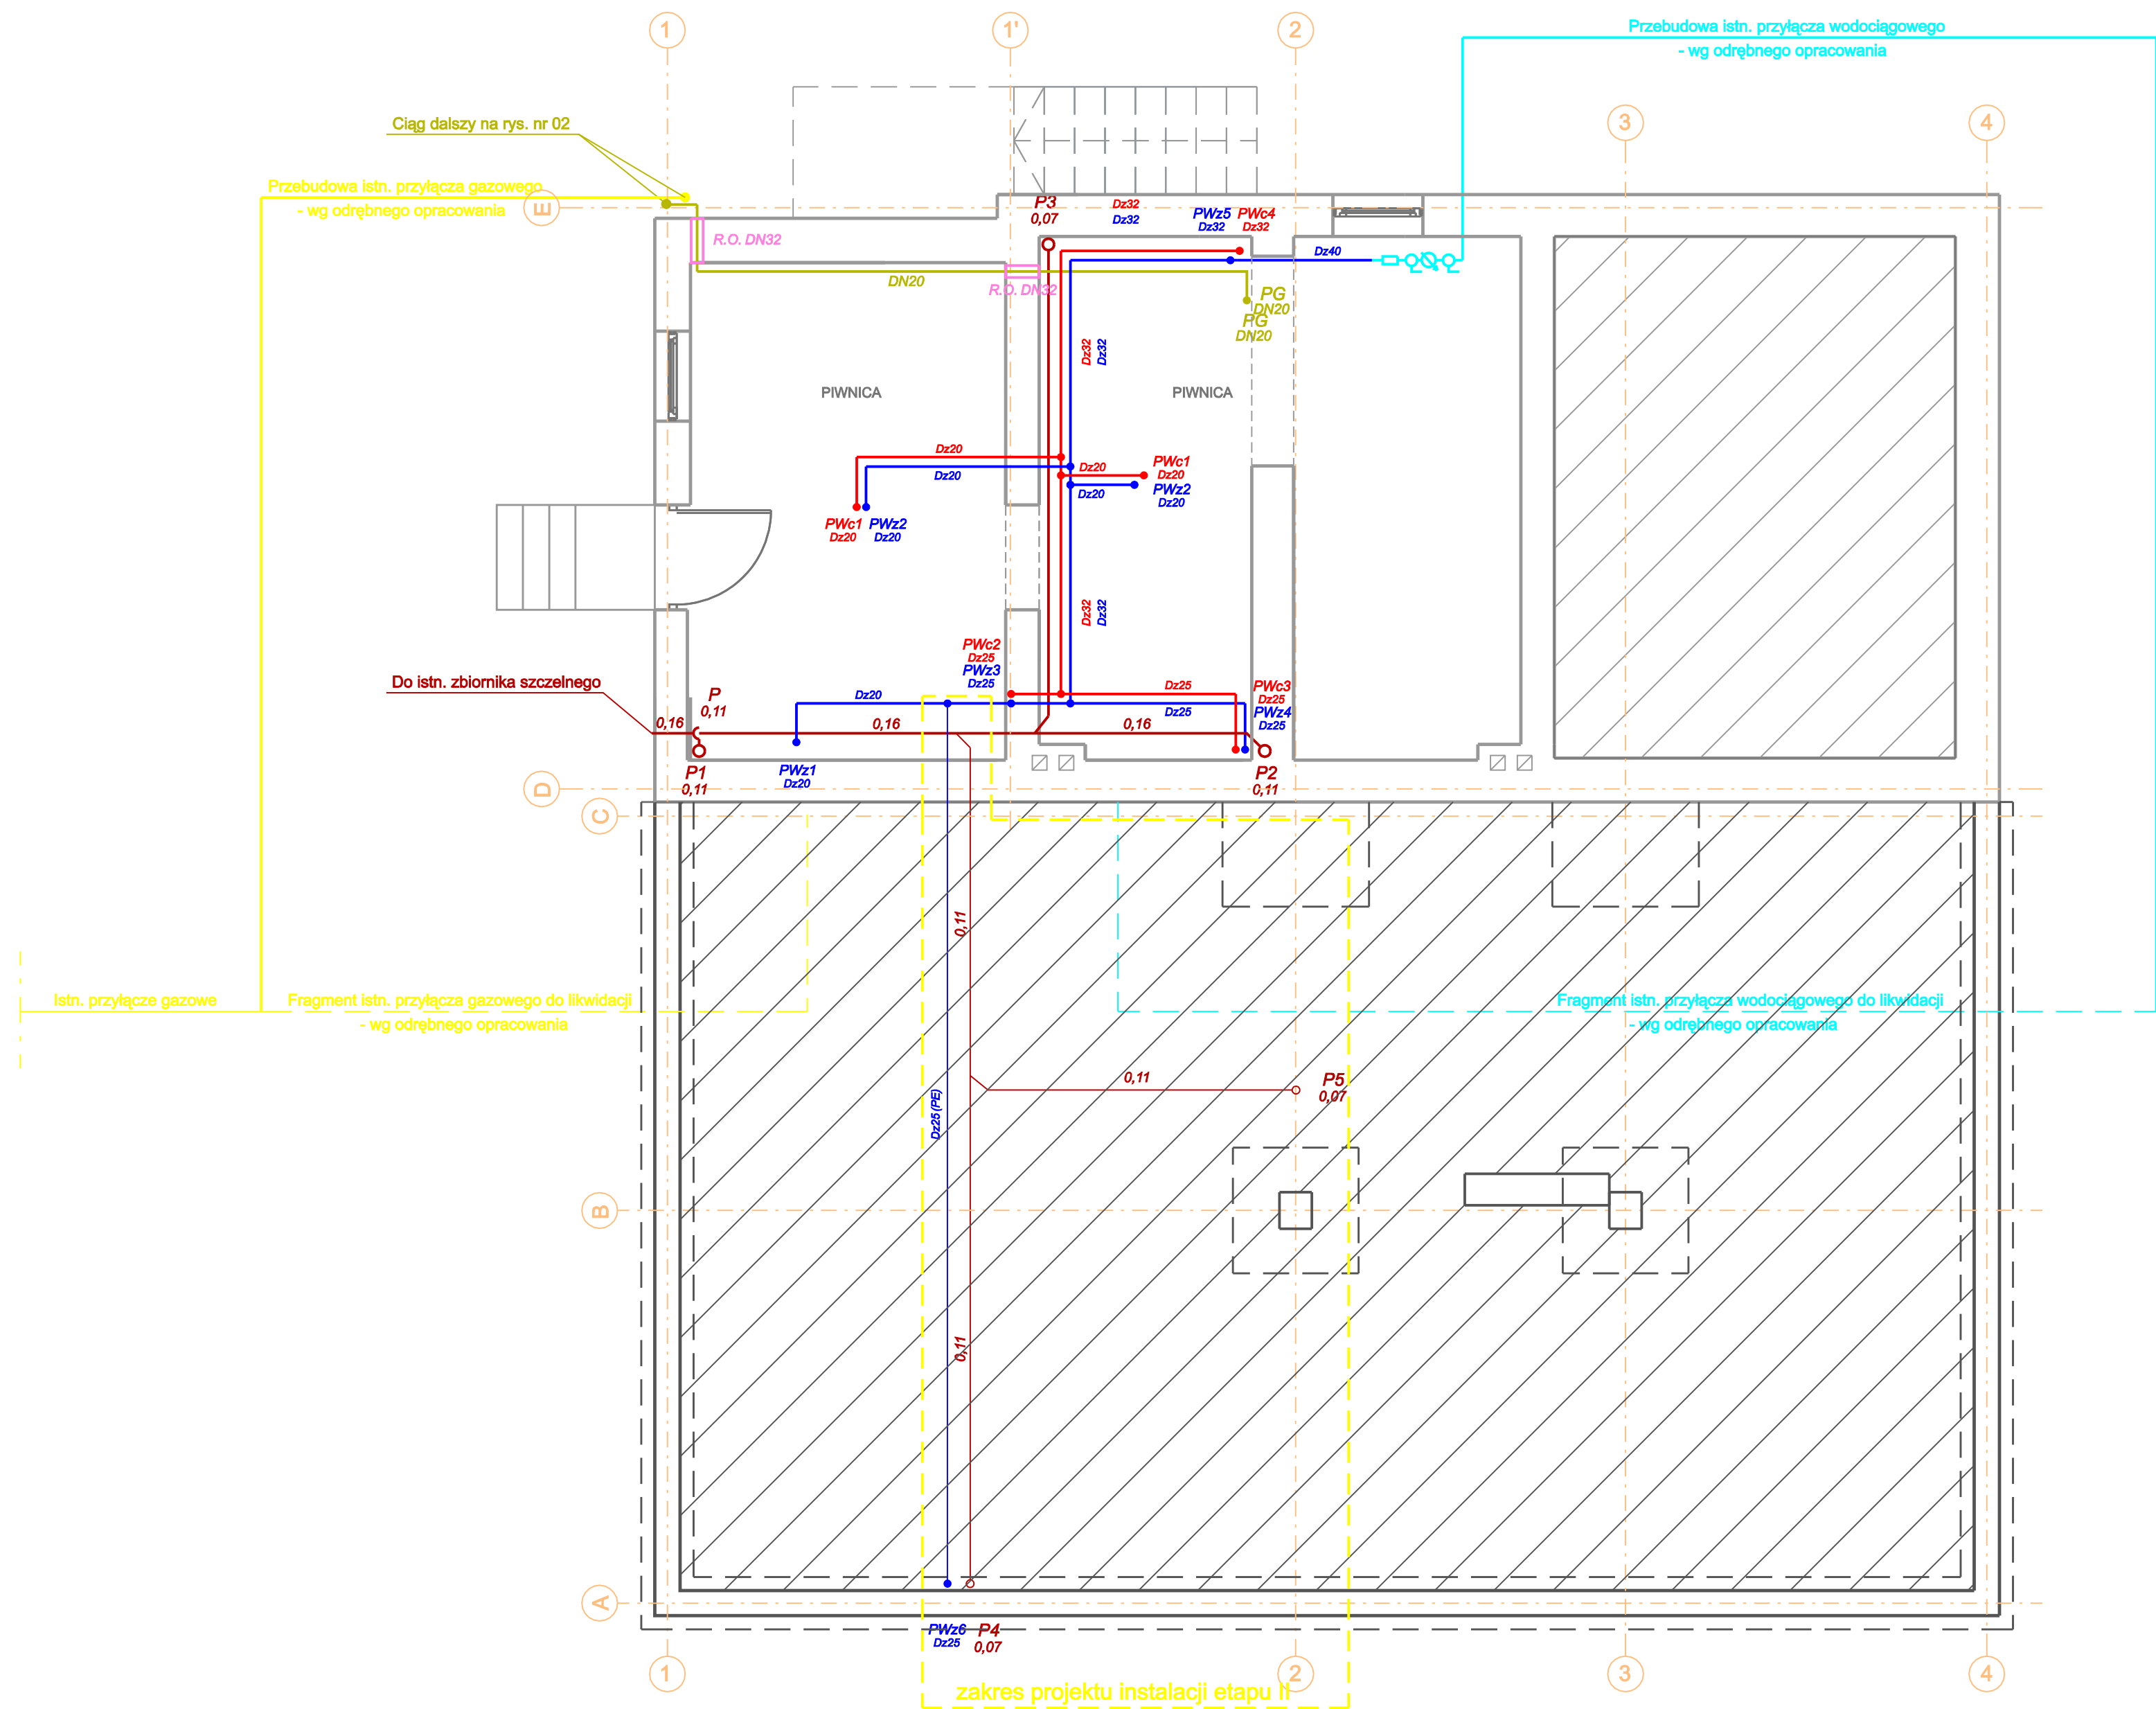 1
1'
2
Przebudowa istn. przyłącza wodociągowego
- wg odrębnego opracowania
3
4
Ciąg dalszy na rys. nr 02
Przebudowa istn. przyłącza gazowego
- wg odrębnego opracowania
E
R.O. DN32
P3
0,07
Dz32
Dz32
PWz5
Dz32
PWc4
Dz32
Dz40
DN20
R.O. DN32
PG
DN20
PG
DN20
Dz32
Dz32
PIWNICA
PIWNICA
Dz20
Dz20
Dz20
Dz20
PWc1
Dz20
PWz2
Dz20
PWc1
Dz20
PWz2
Dz20
Dz32
Dz32
PWc2
Dz25
PWz3
Dz25
Do istn. zbiornika szczelnego
P
0,11
0,16
Dz20
0,16
Dz25
Dz25
0,16
PWc3
Dz25
PWz4
Dz25
P1
0,11
PWz1
Dz20
P2
0,11
D
C
0,11
Istn. przyłącze gazowe
Fragment istn. przyłącza gazowego do likwidacji
- wg odrębnego opracowania
Fragment istn. przyłącza wodociągowego do likwidacji
- wg odrębnego opracowania
Dz25 (PE)
0,11
P5
0,07
B
0,11
A
PWz6
Dz25
P4
0,07
zakres projektu instalacji etapu II
1
2
3
4